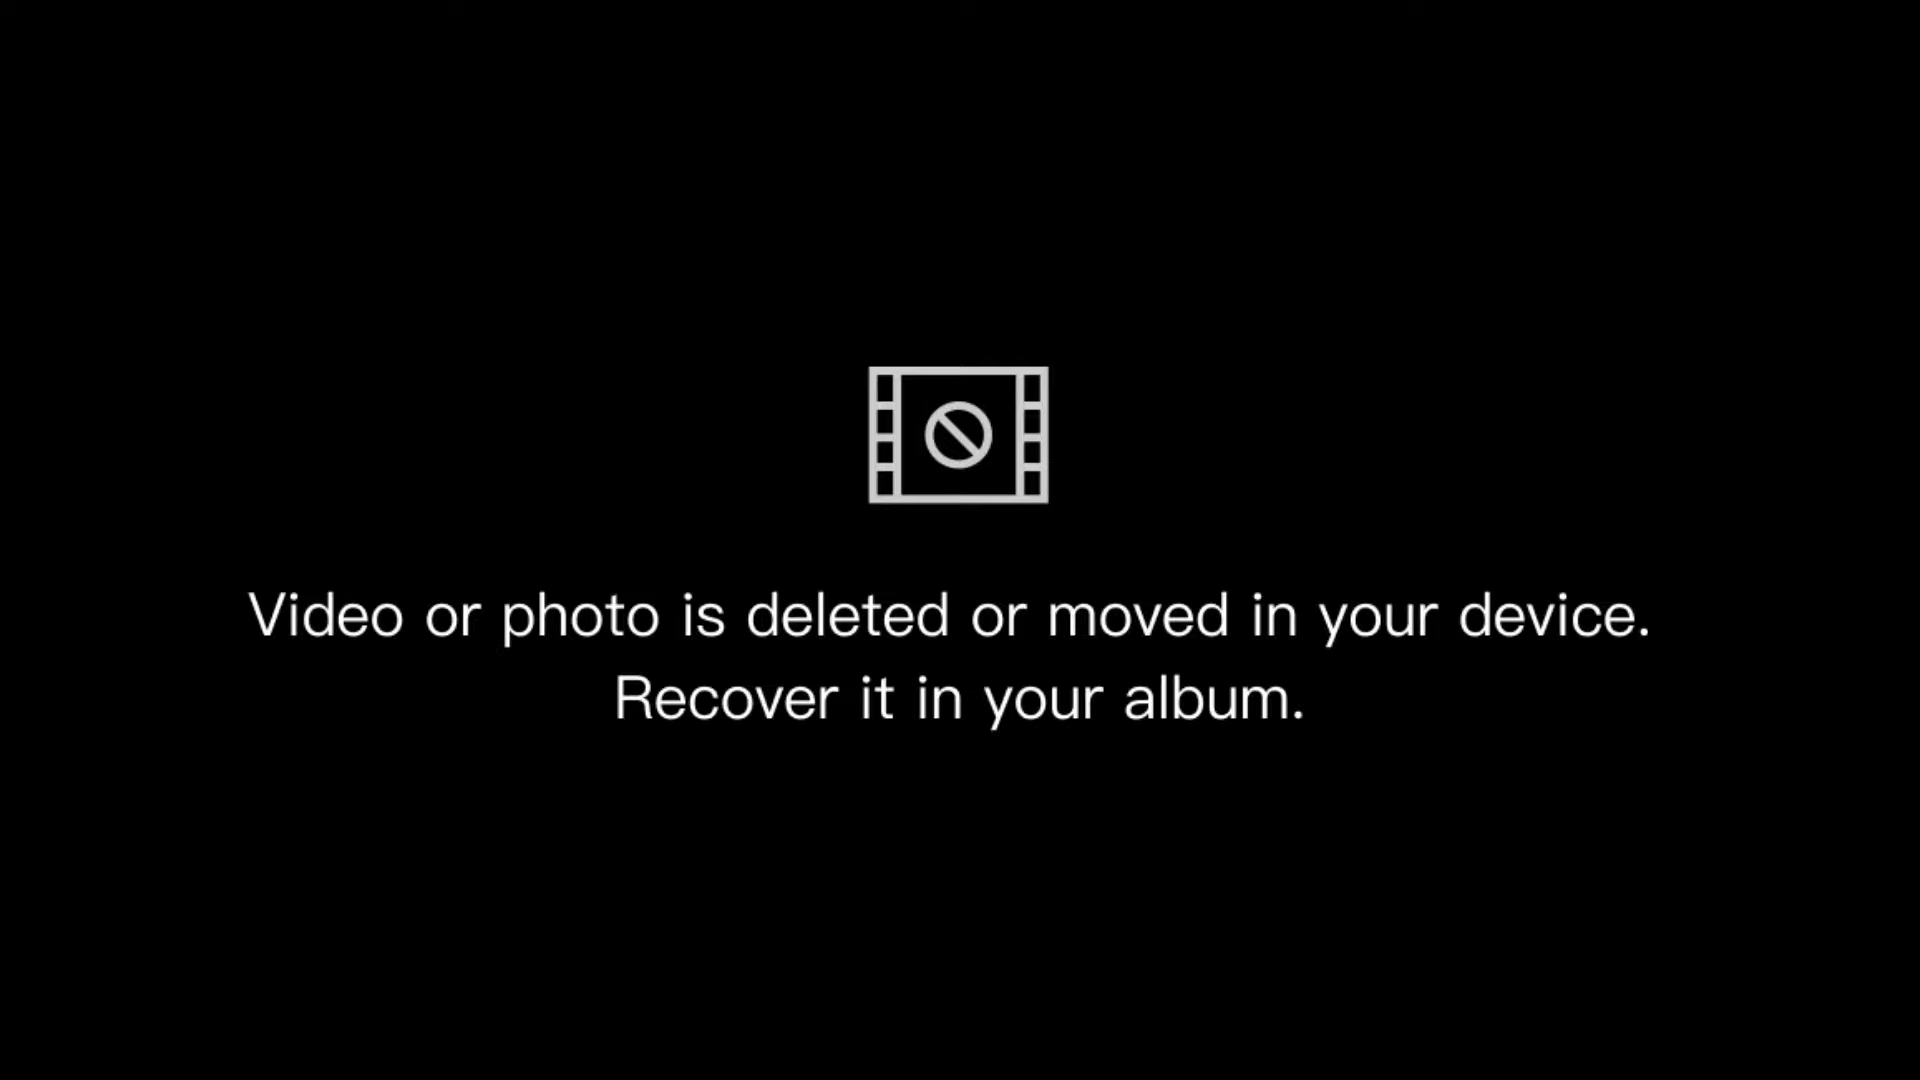 Video or photo is deleted or moved in your device.
Recover it in your album.